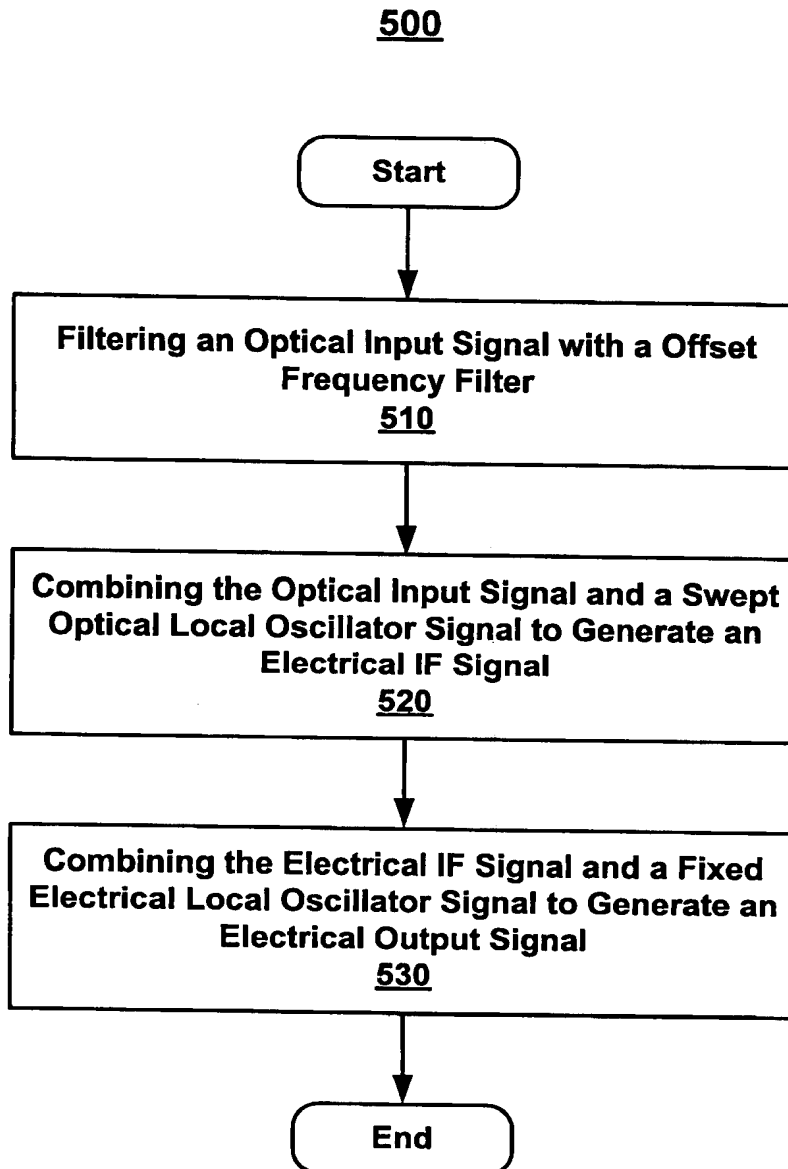 500
Start
Filtering an Optical Input Signal with a Offset
Frequency Filter
510
Combining the Optical Input Signal and a Swept
Optical Local Oscillator Signal to Generate an
Electrical IF Signal
520
Combining the Electrical IF Signal and a Fixed
Electrical Local Oscillator Signal to Generate an
Electrical Output Signal
530
End